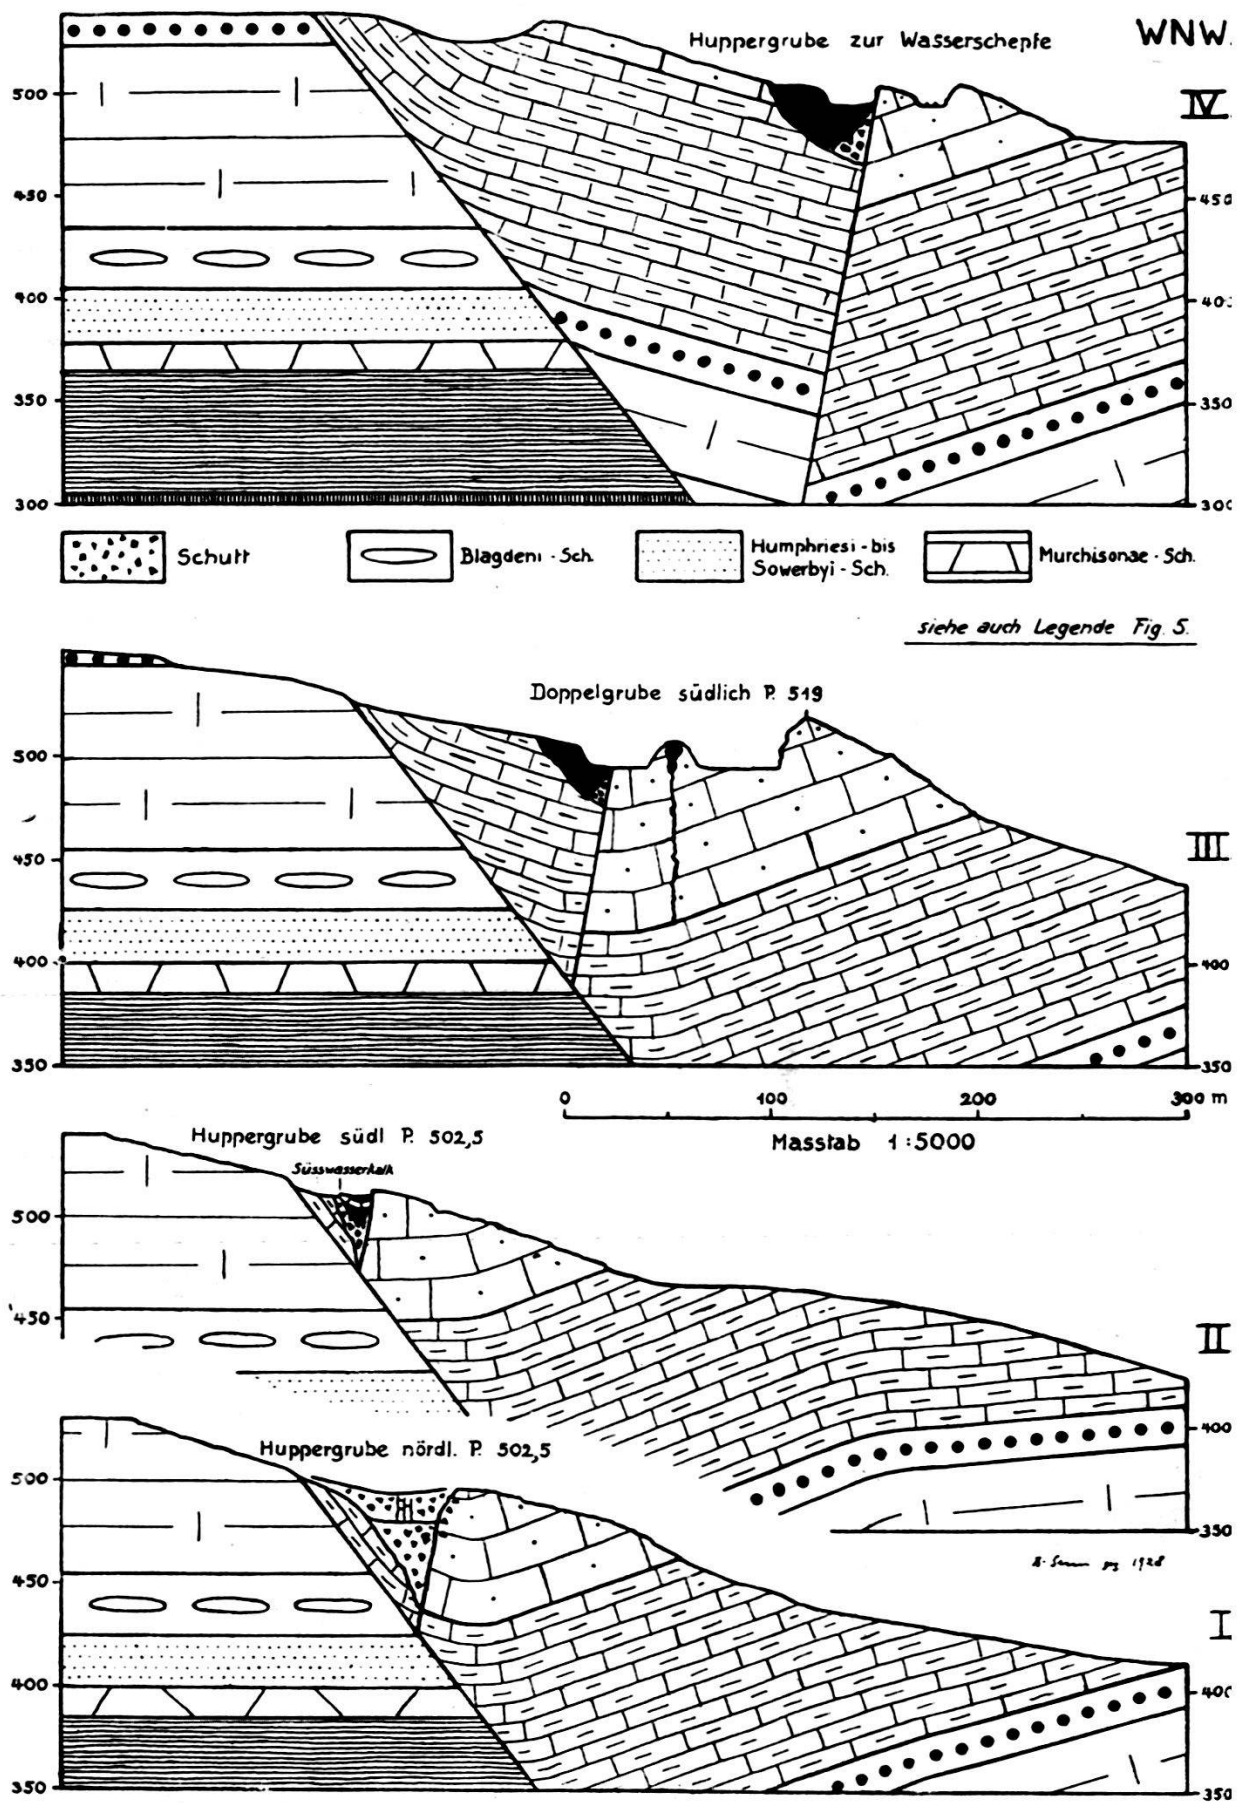 Huppergrube zur Wasserschepfe
WNW.
IV
500
450
400
350
300
450
40
350
30
Schutt
Blagdeni - Sch.
Humphriesi - bis
Sowerbyi - Sch.
Murchisonae - Sch.
siehe auch Legende Fig. 5.
Doppelgrube südlich P. 519
III
500
450
400
350
400
350
0 100 200 300 m
Masstab 1:5000
Huppergrube südl P. 502,5
Süsswasserkalk
II
500
450
400
350
Huppergrube nördl. P. 502,5
1928
I
500
450
400
350
400
350